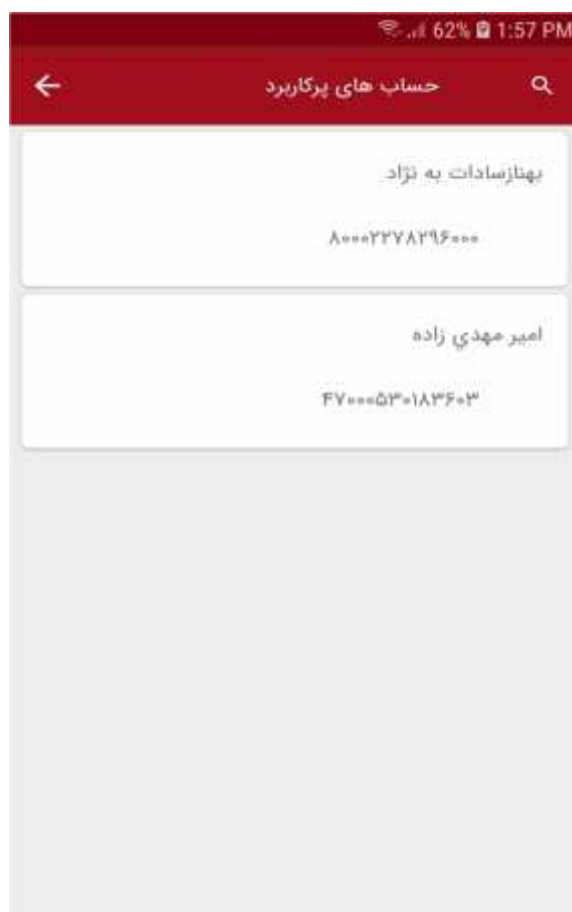 62% 1:57 PM
حساب های پرکاربرد
بهنازسادات به نژاد
۸۰۰۰۲۲۷۸۲۹۶۰۰۰
امیر مهدي زاده
۴۷۰۰۰۵۳۰۱۸۳۶۰۳